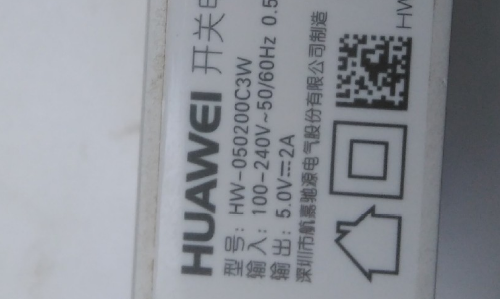 HUAWEI 开关电
型号: HW-050200C3W
输入: 100-240V~50/60Hz 0.5
输出: 5.0V⎓2A
深圳市航嘉驰源电气股份有限公司制造
HW